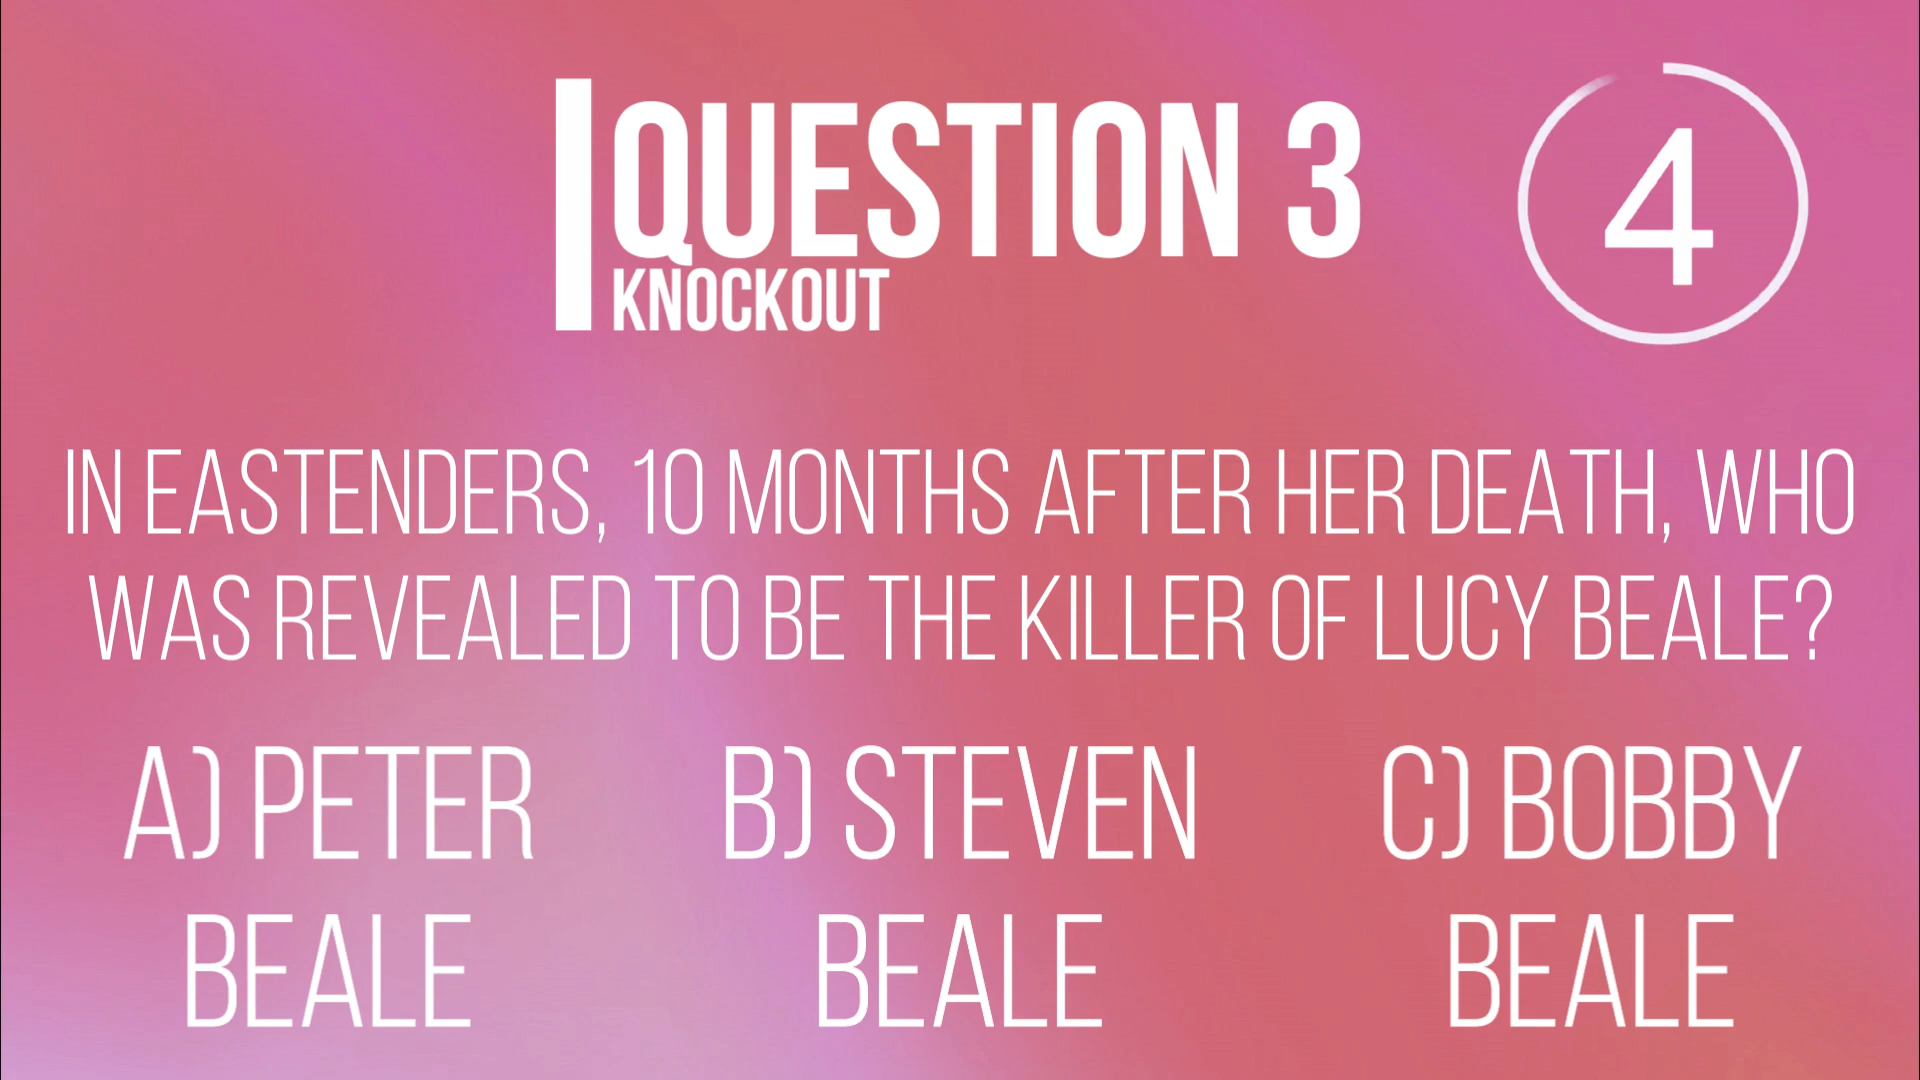 QUESTION 3
KNOCKOUT
4
IN EASTENDERS, 10 MONTHS AFTER HER DEATH, WHO
WAS REVEALED TO BE THE KILLER OF LUCY BEALE?
A) PETER
BEALE
B) STEVEN
BEALE
C) BOBBY
BEALE